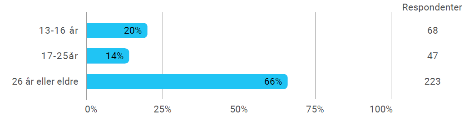 Respondenter
13-16 år 20% 68
17-25år 14% 47
26 år eller eldre 66% 223
0% 25% 50% 75% 100%